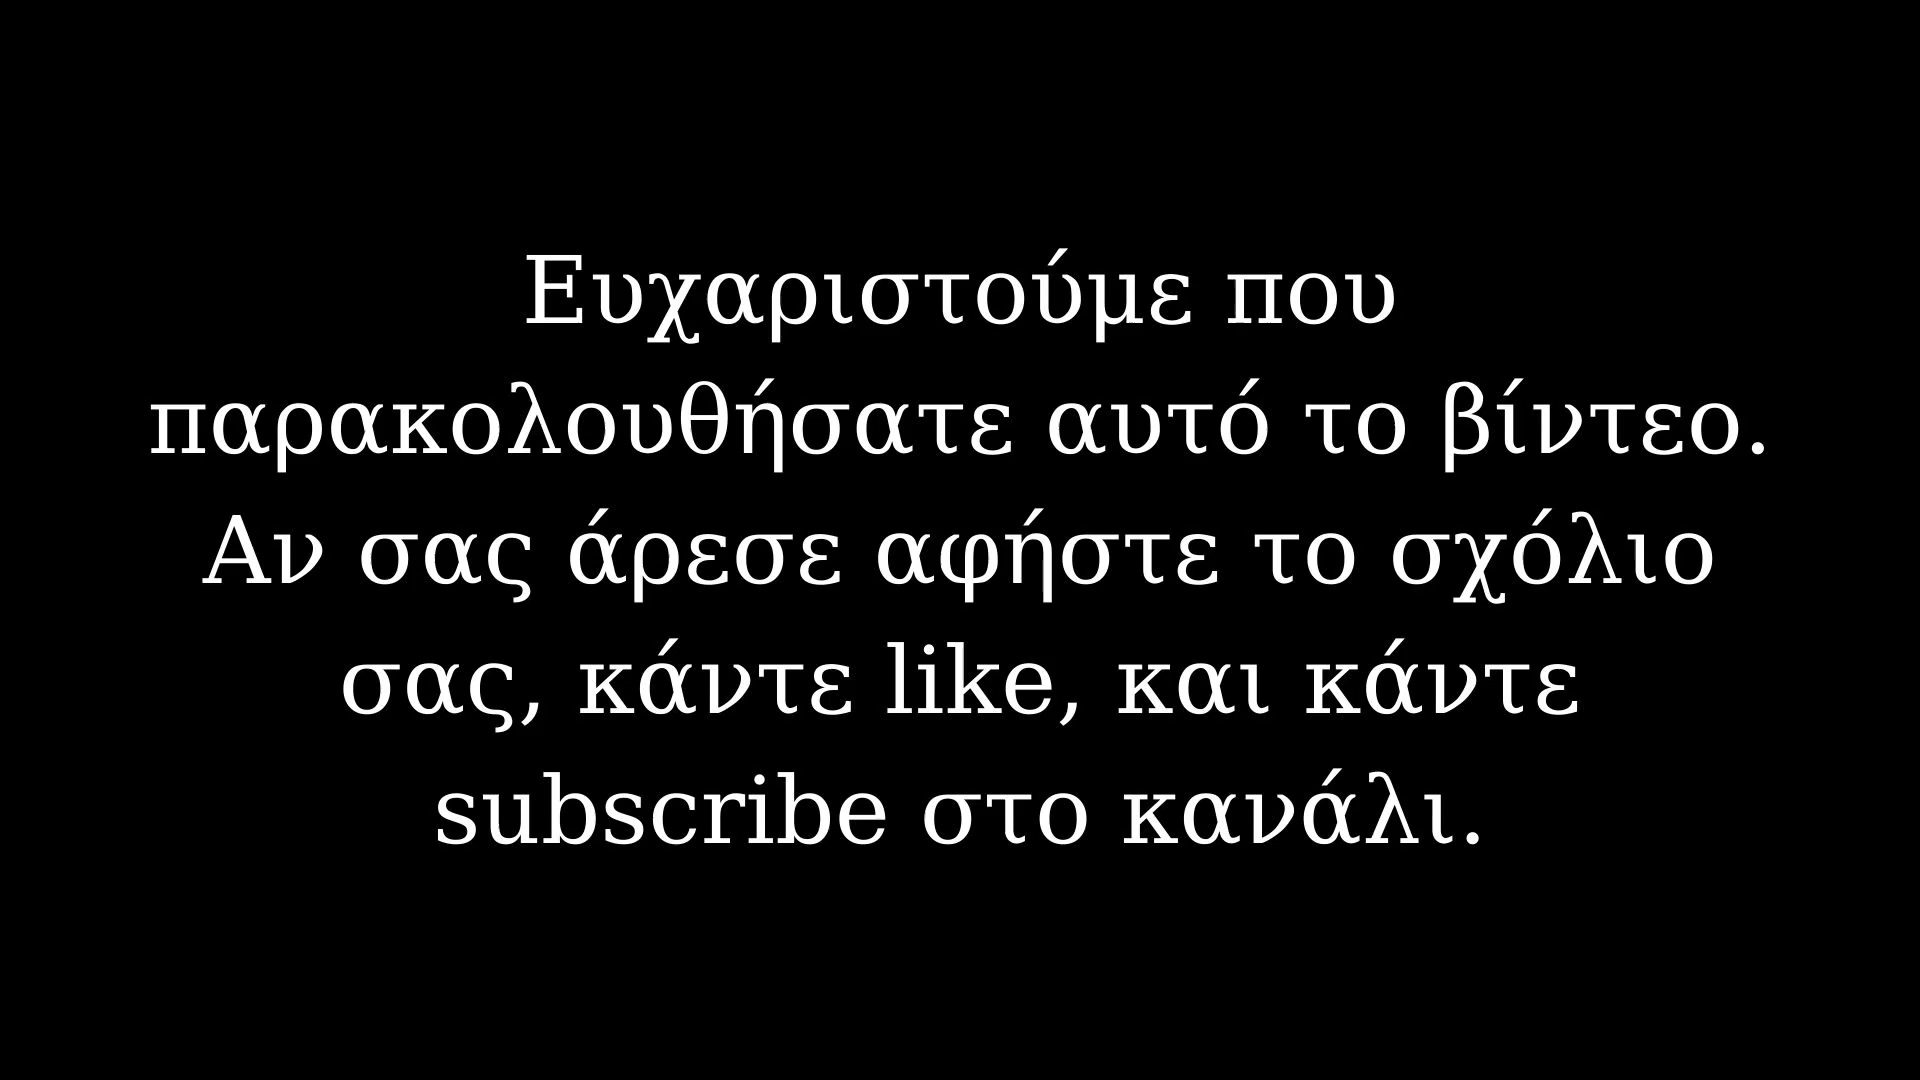 Ευχαριστούμε που
παρακολουθήσατε αυτό το βίντεο.
Αν σας άρεσε αφήστε το σχόλιο
σας, κάντε like, και κάντε
subscribe στο κανάλι.